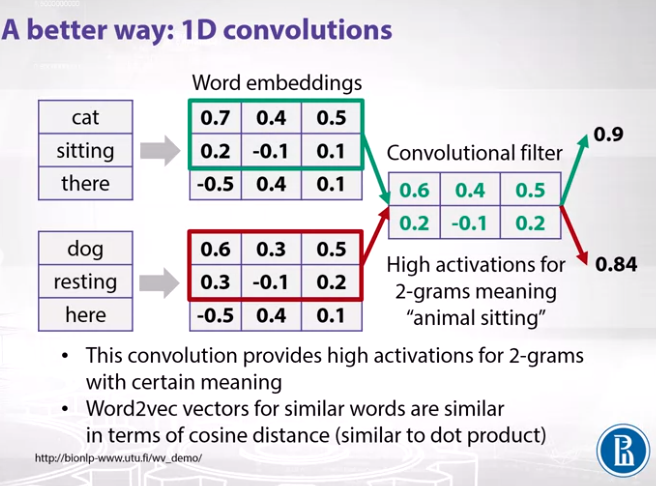 A better way: 1D convolutions
Word embeddings
cat
sitting
there
0.7 0.4 0.5
0.2 -0.1 0.1
-0.5 0.4 0.1
Convolutional filter
0.6 0.4 0.5
0.2 -0.1 0.2
0.9
0.84
dog
resting
here
0.6 0.3 0.5
0.3 -0.1 0.2
-0.5 0.4 0.1
High activations for
2-grams meaning
“animal sitting”
• This convolution provides high activations for 2-grams
with certain meaning
• Word2vec vectors for similar words are similar
in terms of cosine distance (similar to dot product)
http://bionlp-www.utu.fi/wv_demo/